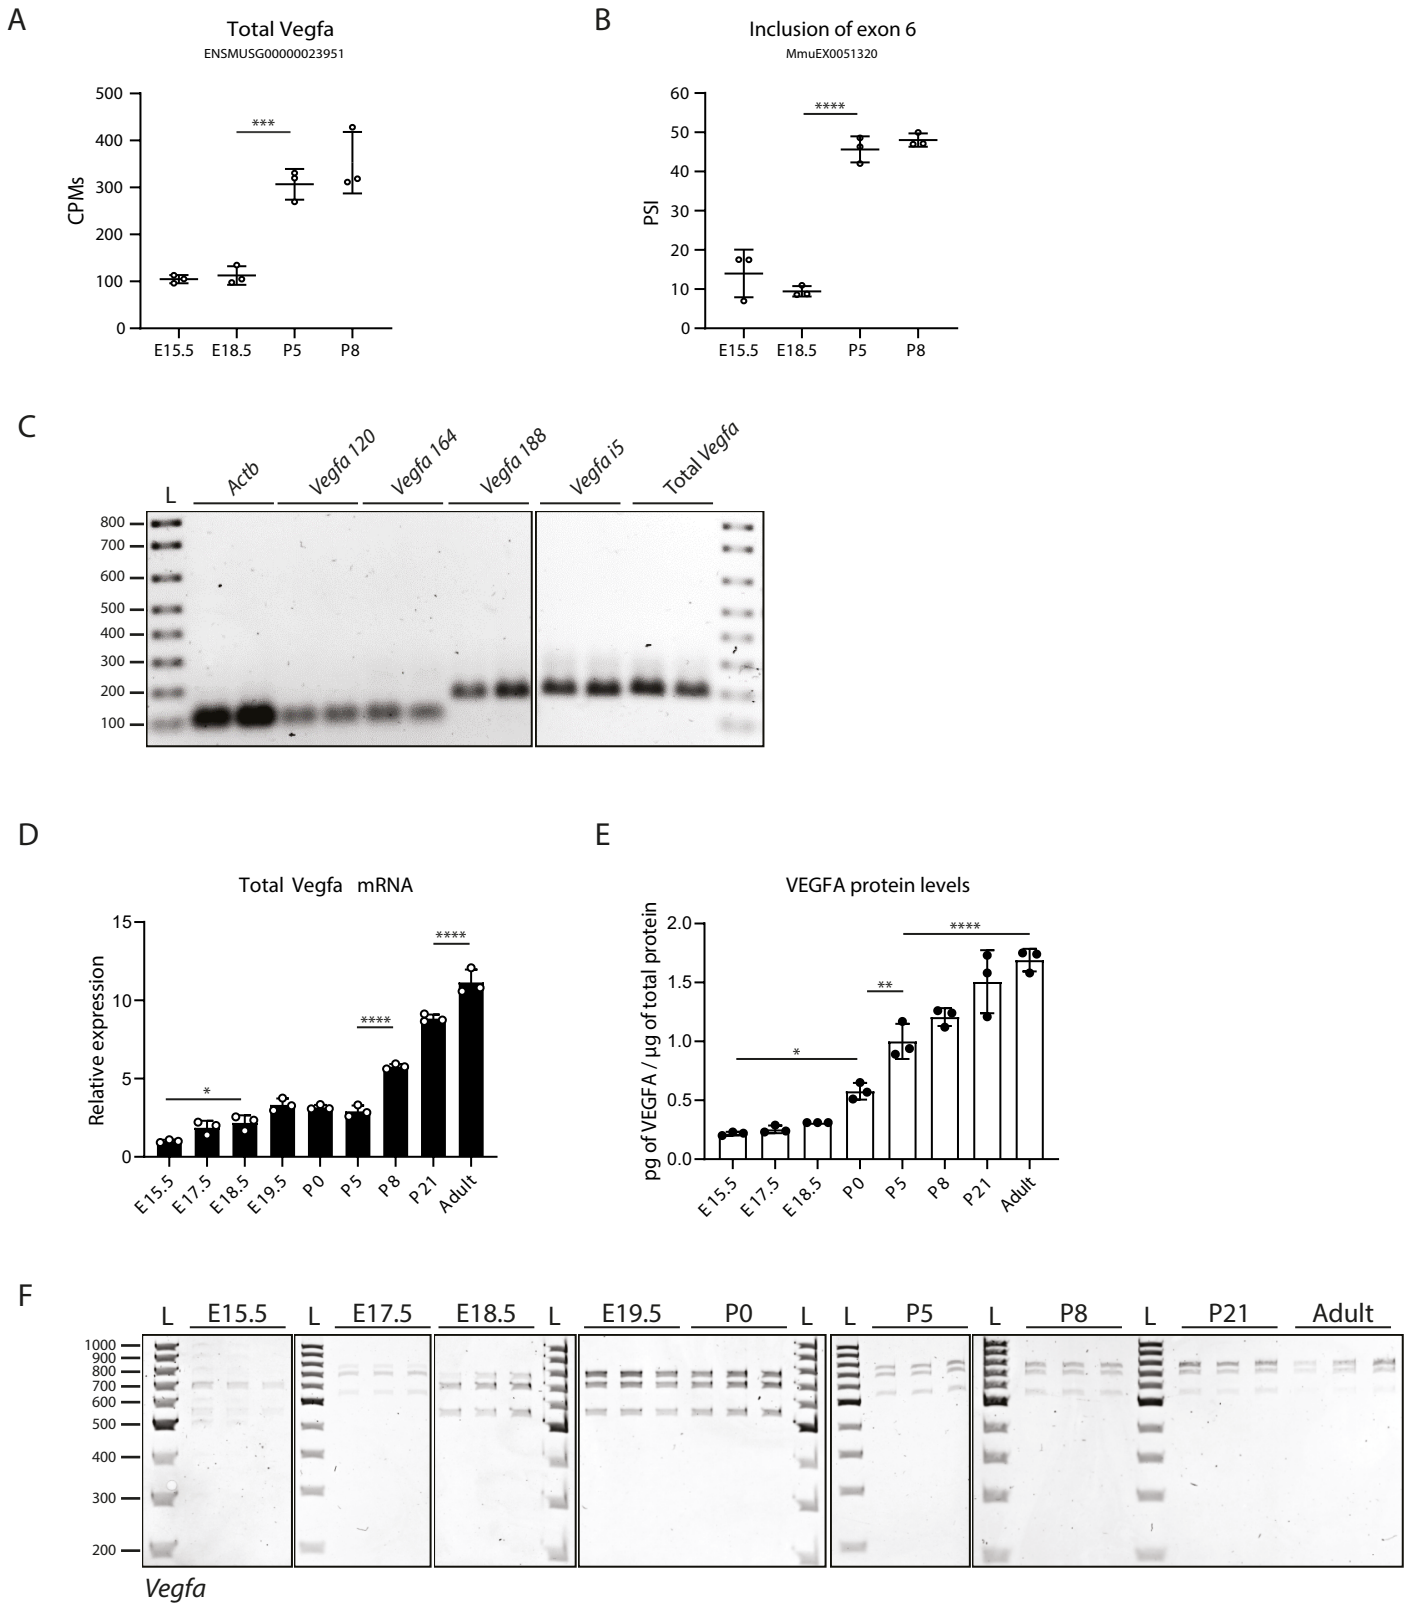 A
Total Vegfa
ENSMUSG00000023951
500
400
300
200
100
0
CPMs
***
E15.5 E18.5 P5 P8
B
Inclusion of exon 6
MmuEX0051320
60
50
40
30
20
10
0
PSI
****
E15.5 E18.5 P5 P8
C
L Actb Vegfa 120 Vegfa 164 Vegfa 188 Vegfa i5 Total Vegfa
800
700
600
500
400
300
200
100
D
Total Vegfa mRNA
15
10
5
0
Relative expression
* **** ****
E15.5 E17.5 E18.5 E19.5 P0 P5 P8 P21 Adult
E
VEGFA protein levels
2.0
1.5
1.0
0.5
0.0
pg of VEGFA / µg of total protein
* ** ****
E15.5 E17.5 E18.5 P0 P5 P8 P21 Adult
F
L E15.5 L E17.5 E18.5 L E19.5 P0 L L P5 L P8 L P21 Adult
1000
900
800
700
600
500
400
300
200
Vegfa